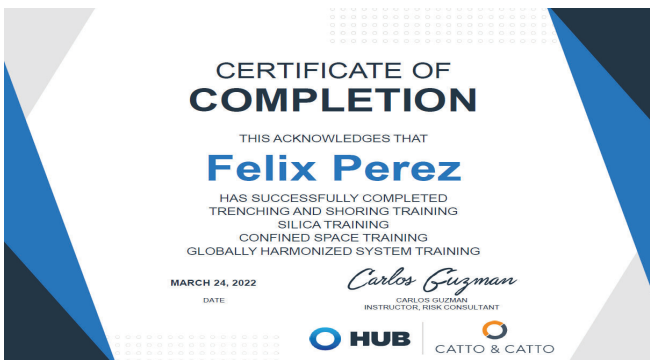 CERTIFICATE OF
COMPLETION
THIS ACKNOWLEDGES THAT
Felix Perez
HAS SUCCESSFULLY COMPLETED
TRENCHING AND SHORING TRAINING
SILICA TRAINING
CONFINED SPACE TRAINING
GLOBALLY HARMONIZED SYSTEM TRAINING
MARCH 24, 2022
DATE
Carlos Guzman
CARLOS GUZMAN
INSTRUCTOR, RISK CONSULTANT
HUB
CATTO & CATTO